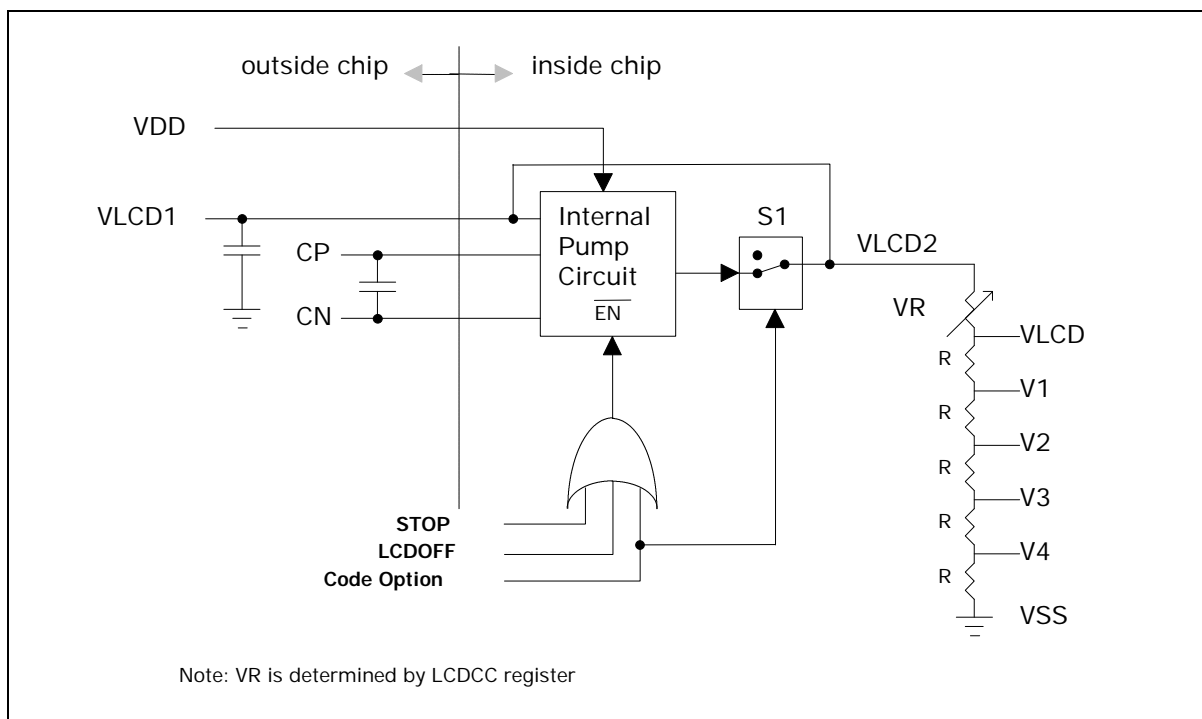 outside chip
inside chip
VDD
VLCD1
CP
CN
Internal
Pump
Circuit
EN
S1
VLCD2
VR
VLCD
R
V1
R
V2
R
V3
R
V4
R
VSS
STOP
LCDOFF
Code Option
Note: VR is determined by LCDCC register